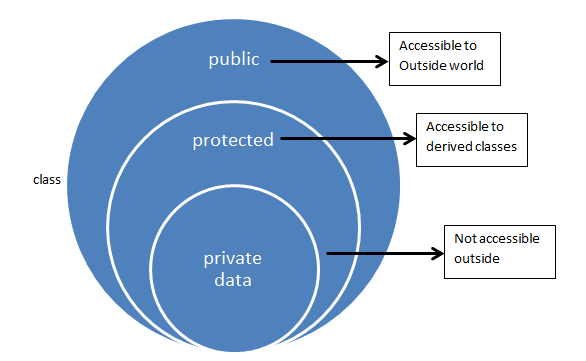 public
Accessible to
Outside world
protected
Accessible to
derived classes
class
private
data
Not accessible
outside